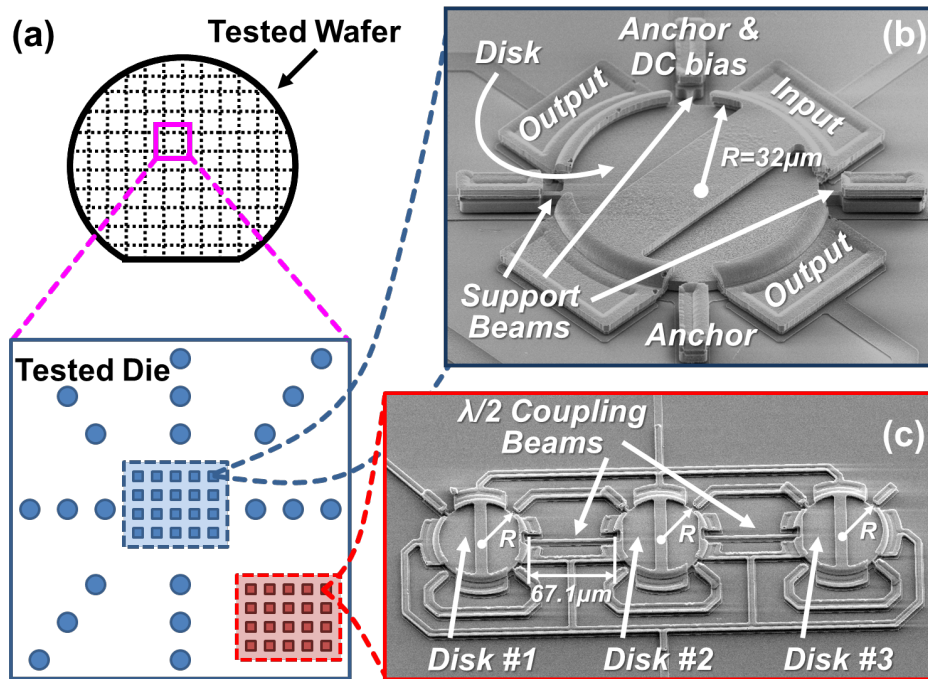 (a)
Tested Wafer
Tested Die
(b)
Disk
Anchor &
DC bias
Output
Input
R=32μm
Support
Beams
Anchor
Output
(c)
λ/2 Coupling
Beams
R
R
R
67.1μm
Disk #1
Disk #2
Disk #3